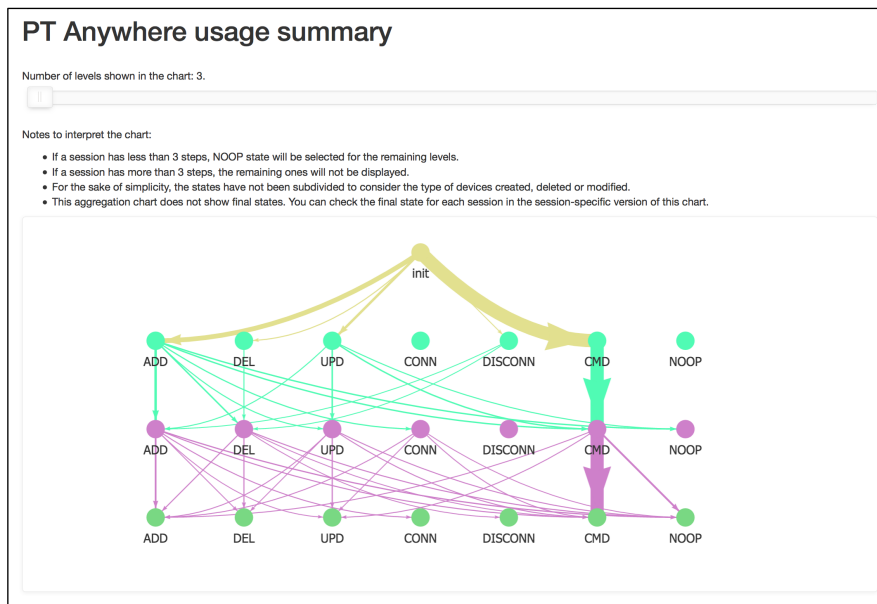 PT Anywhere usage summary
Number of levels shown in the chart: 3.
Notes to interpret the chart:
• If a session has less than 3 steps, NOOP state will be selected for the remaining levels.
• If a session has more than 3 steps, the remaining ones will not be displayed.
• For the sake of simplicity, the states have not been subdivided to consider the type of devices created, deleted or modified.
• This aggregation chart does not show final states. You can check the final state for each session in the session-specific version of this chart.
init
ADD DEL UPD CONN DISCONN CMD NOOP
ADD DEL UPD CONN DISCONN CMD NOOP
ADD DEL UPD CONN DISCONN CMD NOOP